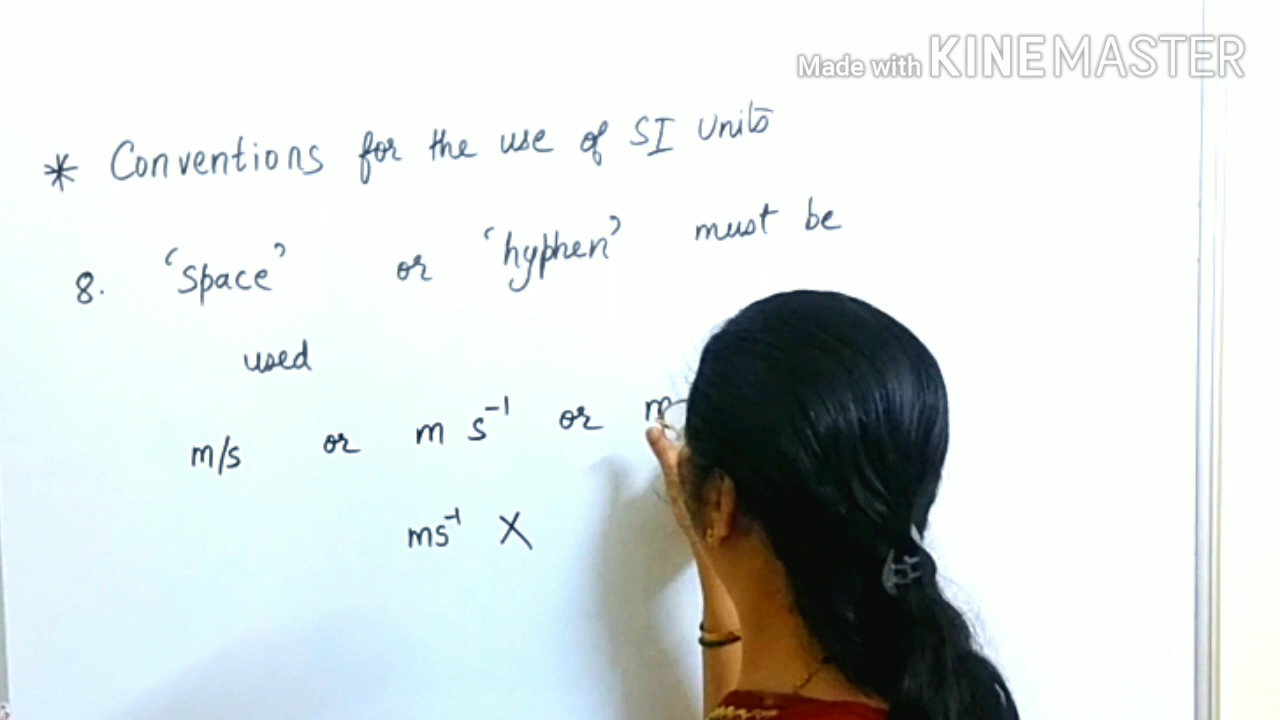 Made with KINEMASTER
* Conventions for the use of SI Units
8. 'space' or 'hyphen' must be
used
m/s or m s⁻¹ or m
ms⁻¹ X